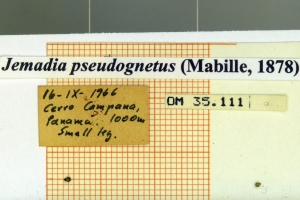 Jemadia pseudognetus (Mabille, 1878)
16-IX-1966
Cerro Campana,
Panama. 1000m
Small leg.
OM 35.111